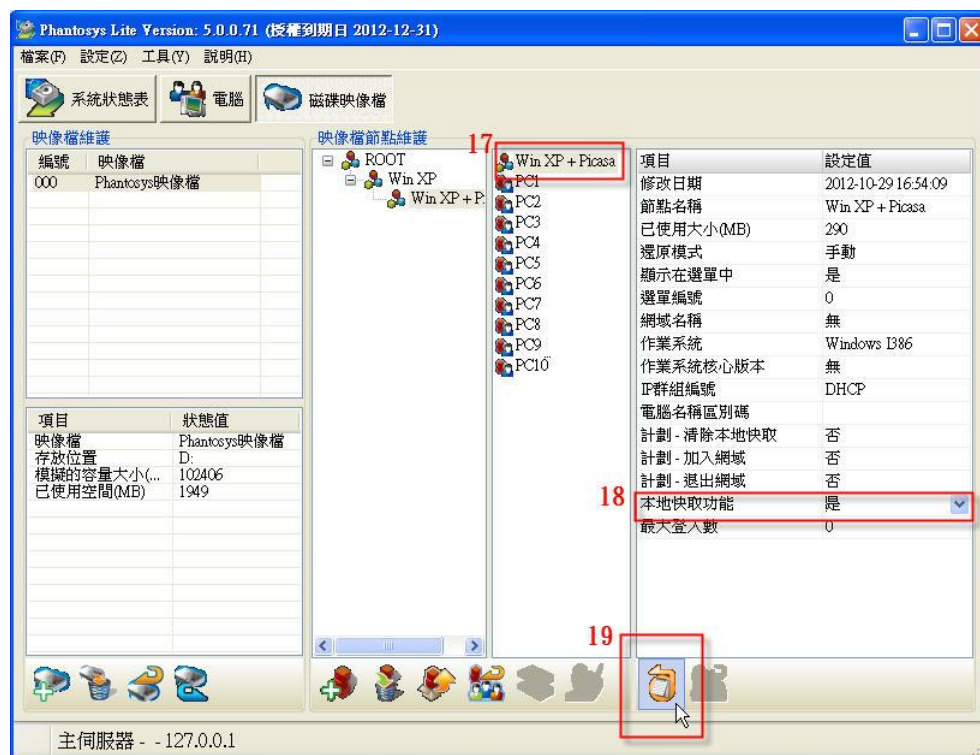 Phantosys Lite Version: 5.0.0.71 (授權到期日 2012-12-31)
檔案(F) 設定(Z) 工具(Y) 說明(H)
系統狀態表 電腦 磁碟映像檔
映像檔維護
編號 映像檔
000 Phantosys映像檔
項目 狀態值
映像檔 Phantosys映像檔
存放位置 D:
模擬的容量大小(... 102406
已使用空間(MB) 1949
映像檔節點維護
ROOT
Win XP
Win XP + P
17
Win XP + Picasa
PC1
PC2
PC3
PC4
PC5
PC6
PC7
PC8
PC9
PC10
項目 設定值
修改日期 2012-10-29 16:54:09
節點名稱 Win XP + Picasa
已使用大小(MB) 290
還原模式 手動
顯示在選單中 是
選單編號 0
網域名稱 無
作業系統 Windows I386
作業系統核心版本 無
IP群組編號 DHCP
電腦名稱區別碼
計劃 - 清除本地快取 否
計劃 - 加入網域 否
計劃 - 退出網域 否
18
本地快取功能 是
最大登入數 0
19
主伺服器 - - 127.0.0.1